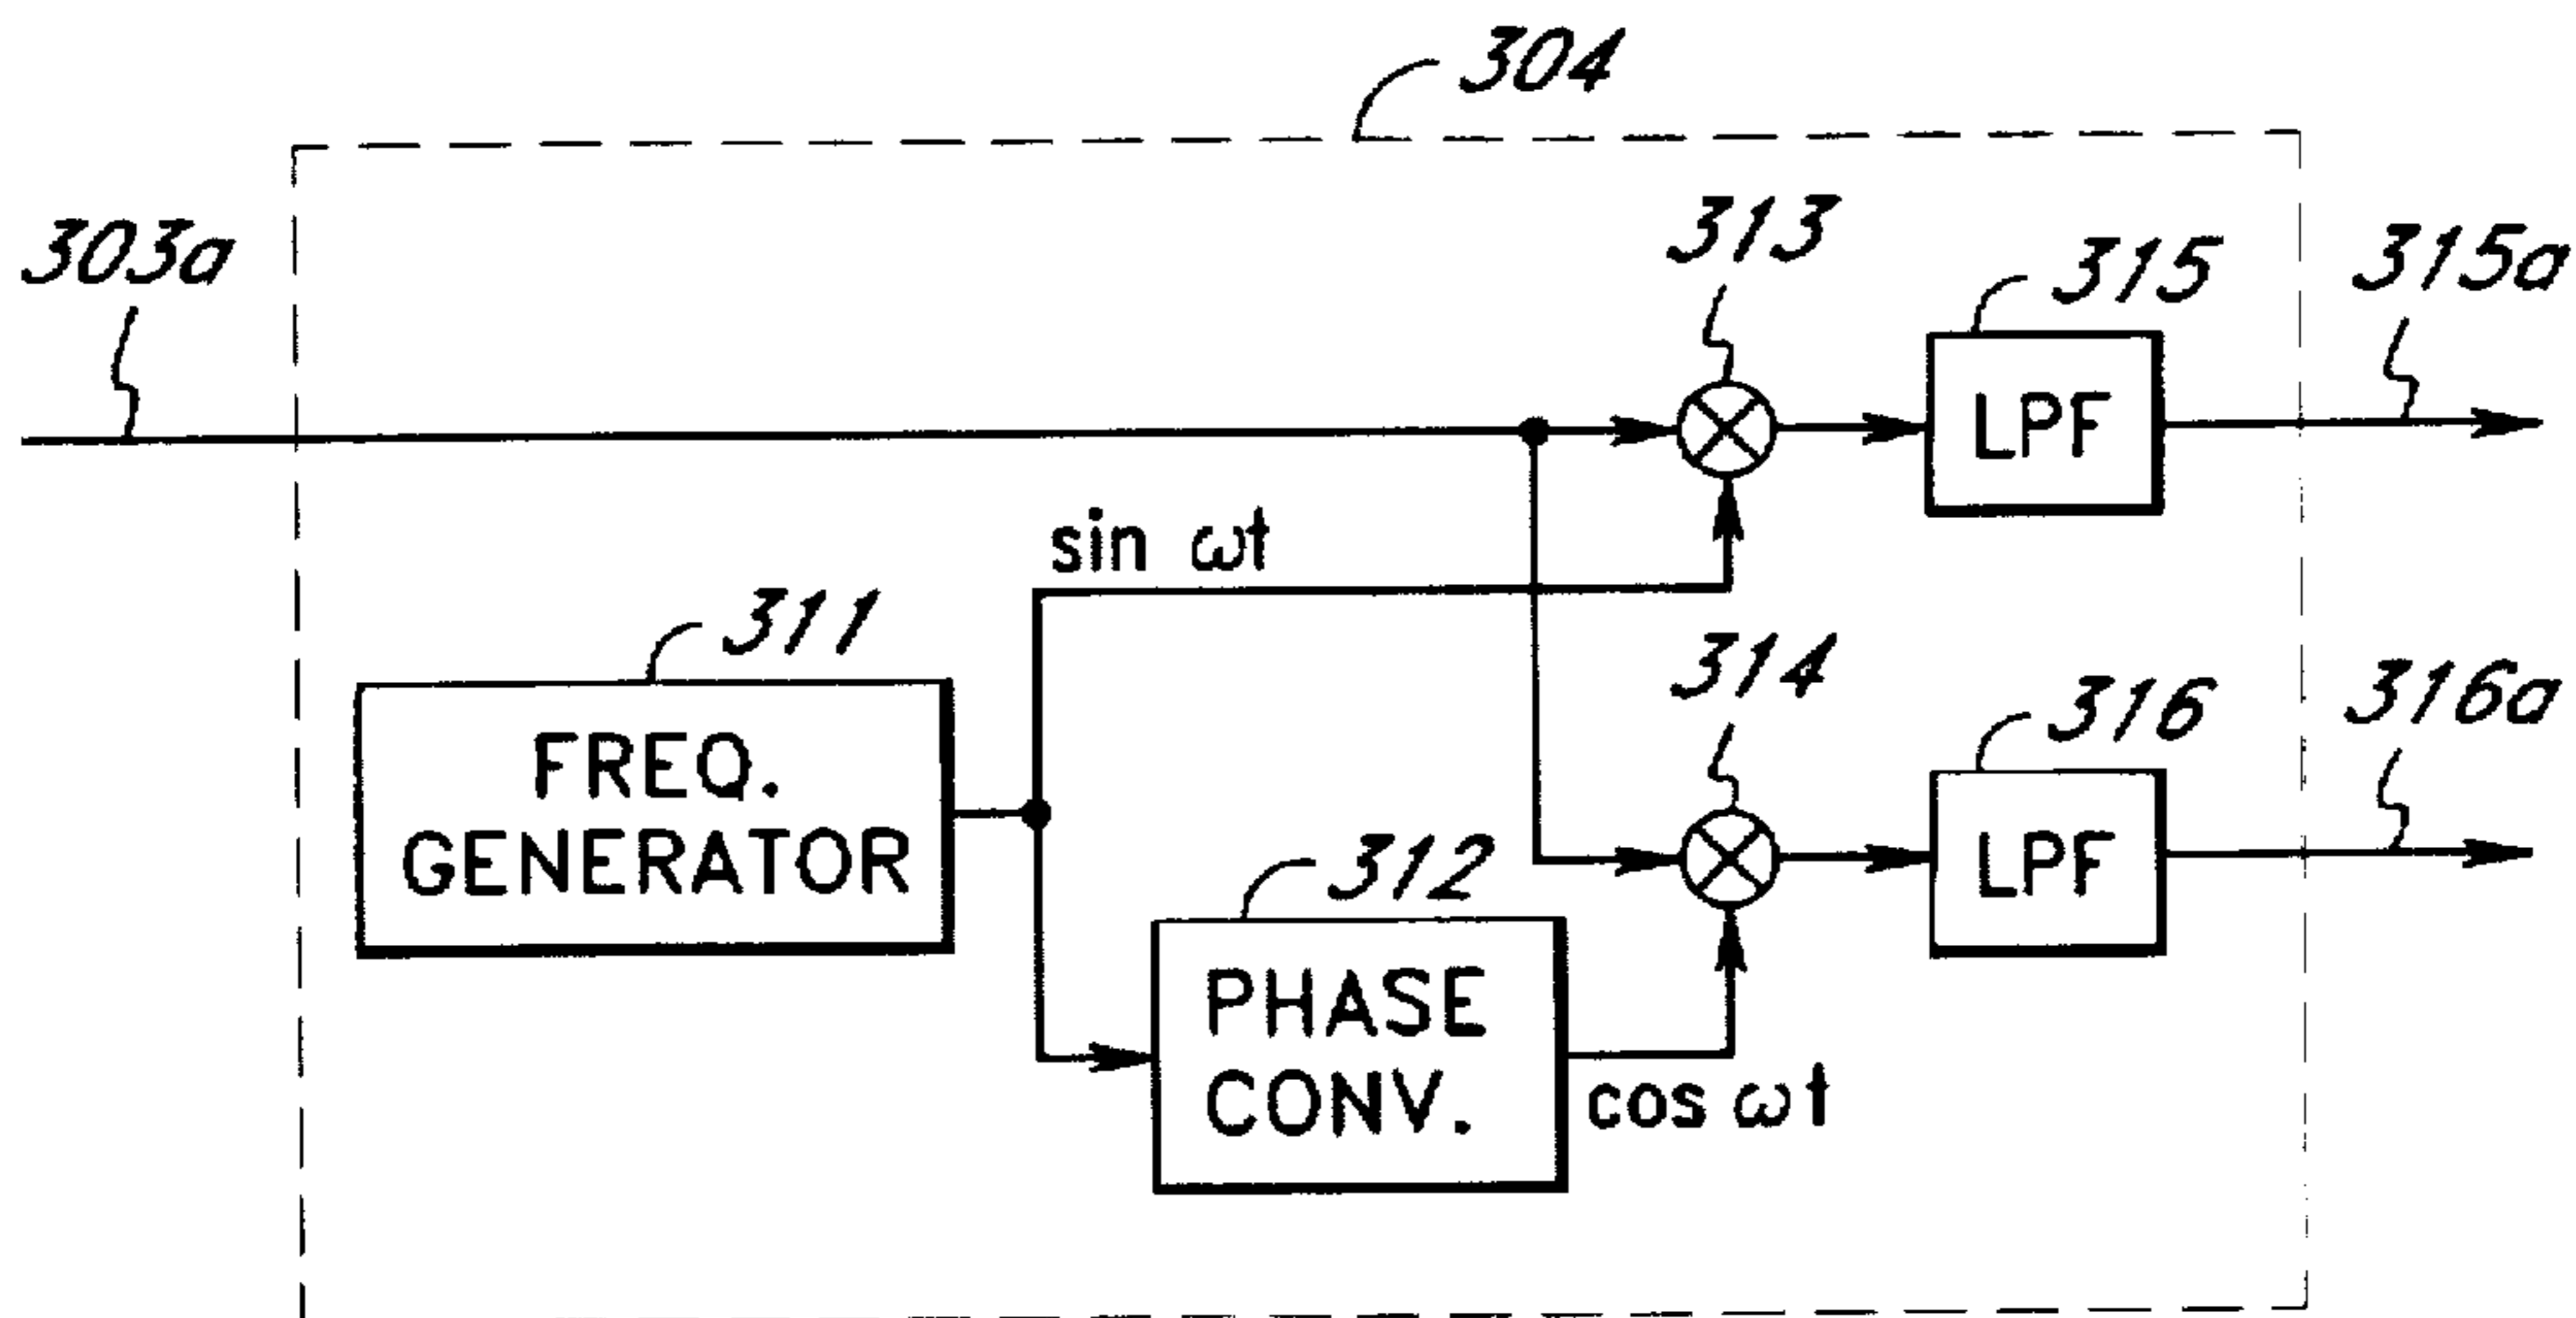 304
303a
313
315
315a
LPF
sin ωt
311
314
316
316a
FREQ.
GENERATOR
312
LPF
PHASE
CONV.
cos ωt